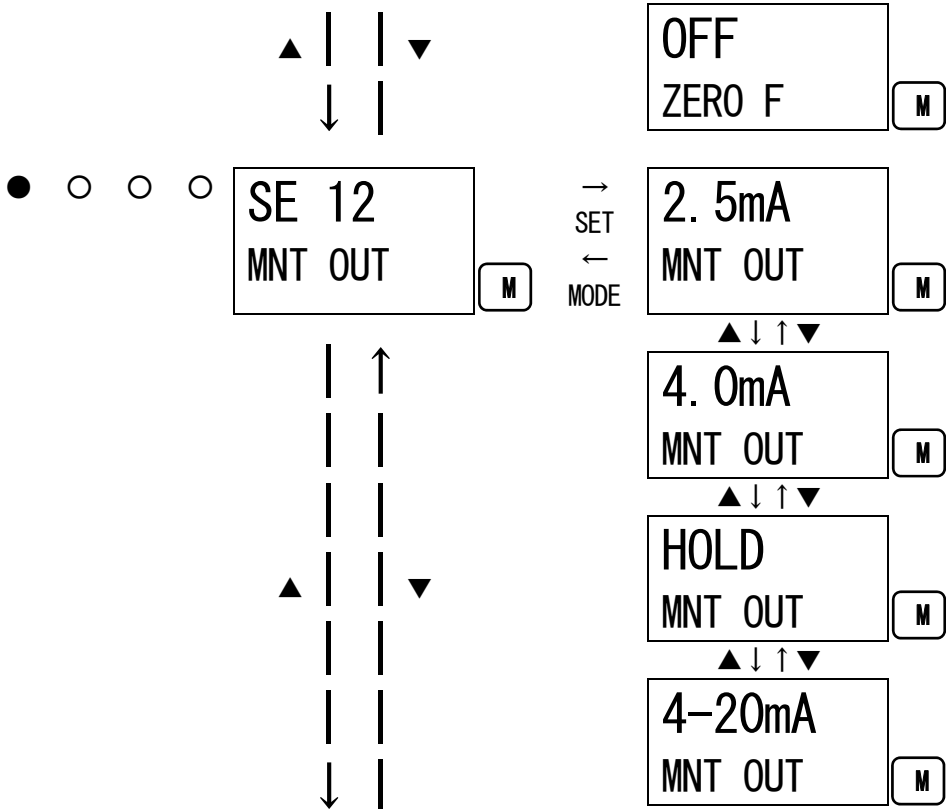 ▲ ▼
OFF
ZERO F
M
↓
● ○ ○ ○
SE 12
MNT OUT
M
→
SET
←
MODE
2.5mA
MNT OUT
M
▲↓↑▼
↑
4.0mA
MNT OUT
M
▲↓↑▼
HOLD
MNT OUT
M
▲ ▼
▲↓↑▼
4-20mA
MNT OUT
M
↓